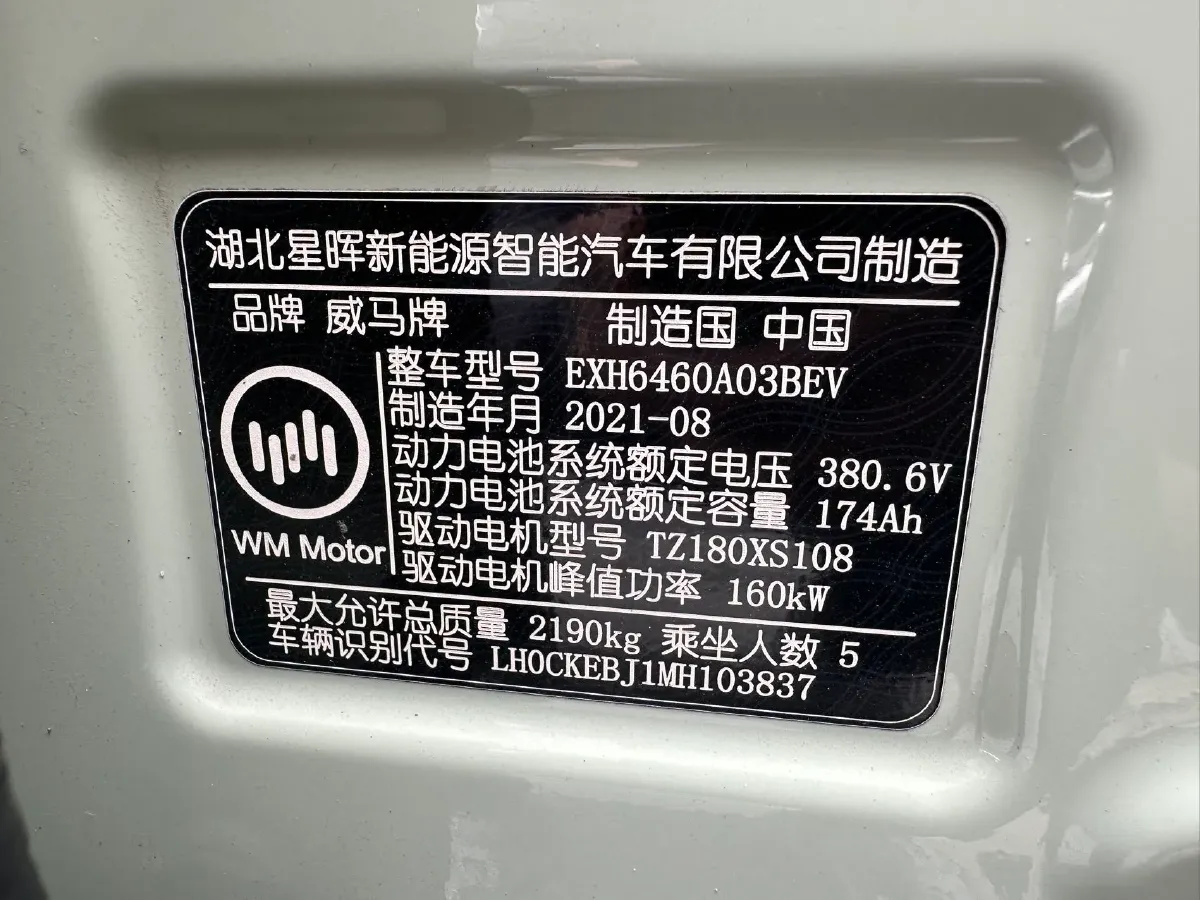 湖北星晖新能源智能汽车有限公司制造
品牌 威马牌 制造国 中国
整车型号 EXH6460A03BEV
制造年月 2021-08
动力电池系统额定电压 380.6V
动力电池系统额定容量 174Ah
驱动电机型号 TZ180XS108
驱动电机峰值功率 160kW
WM Motor
最大允许总质量 2190kg 乘坐人数 5
车辆识别代号 LH0CKEBJ1MH103837